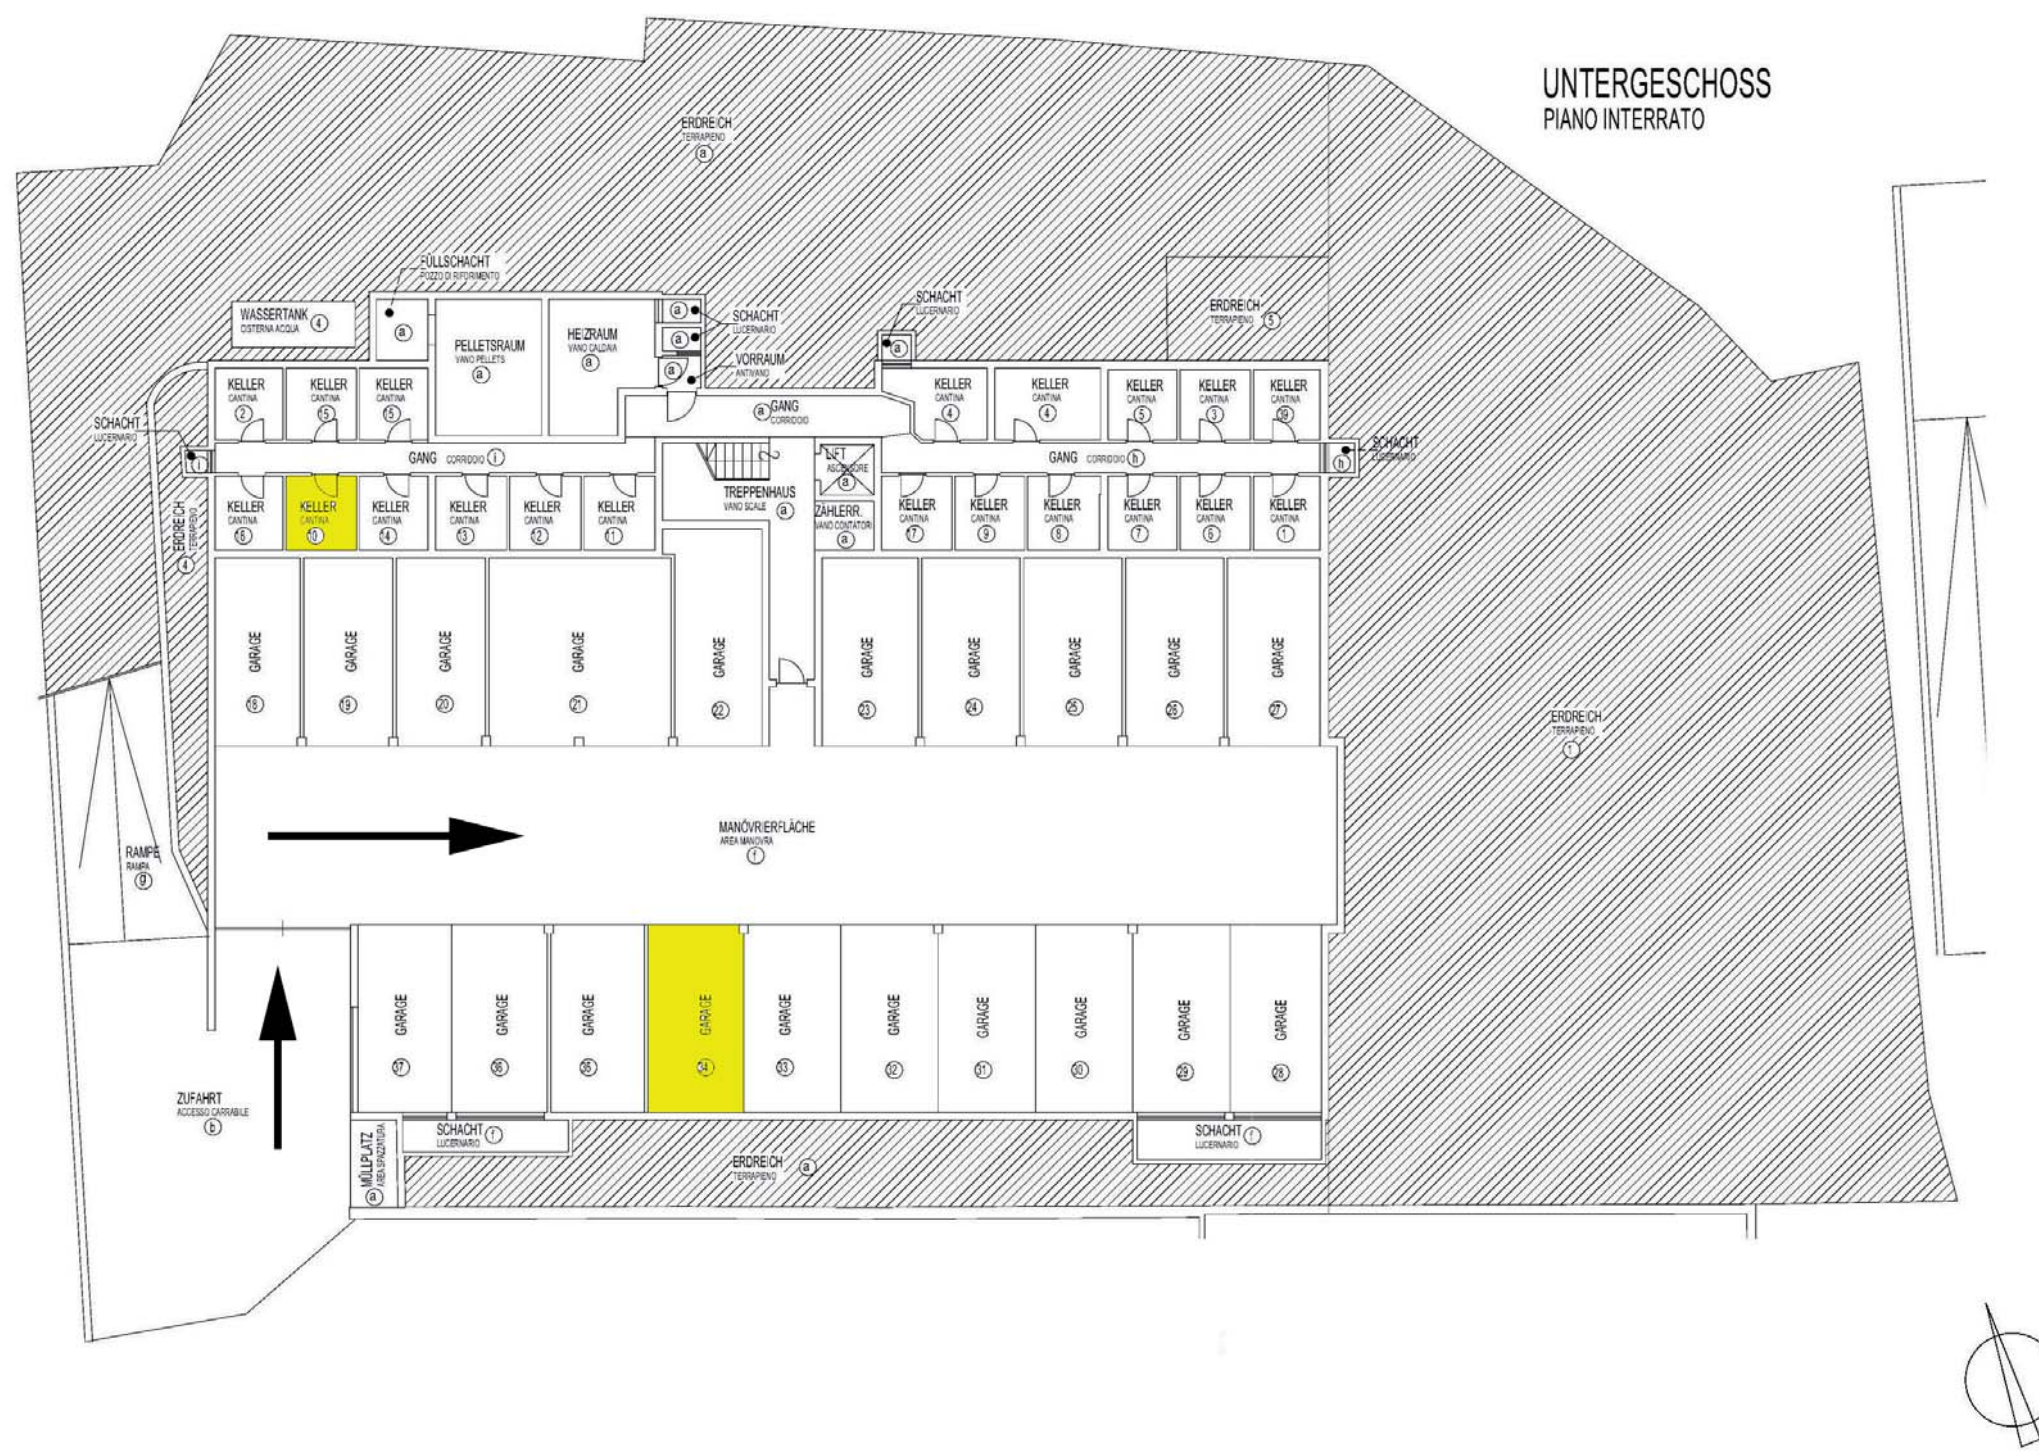 UNTERGESCHOSS
PIANO INTERRATO
ERDREICH
TERRAPIENO
a
FÜLLSCHACHT
POZZO DI RIFORIMENTO
a
WASSERTANK
CISTERNA ACQUA
4
PELLETSRAUM
VANO PELLETS
a
HEIZRAUM
VANO CALDAIA
a
a
a
SCHACHT
LUCERNARIO
a
VORRAUM
ANTIVANO
SCHACHT
LUCERNARIO
a
ERDREICH
TERRAPIENO
5
KELLER
CANTINA
2
KELLER
CANTINA
15
KELLER
CANTINA
15
a
GANG
CORRIDOIO
KELLER
CANTINA
4
KELLER
CANTINA
4
KELLER
CANTINA
5
KELLER
CANTINA
3
KELLER
CANTINA
39
SCHACHT
LUCERNARIO
i
GANG CORRIDOIO i
LIFT
ASCENSORE
a
GANG CORRIDOIO h
SCHACHT
LUCERNARIO
h
ERDREICH
TERRAPIENO
4
KELLER
CANTINA
16
KELLER
CANTINA
10
KELLER
CANTINA
14
KELLER
CANTINA
13
KELLER
CANTINA
12
KELLER
CANTINA
11
TREPPENHAUS
VANO SCALE
a
ZÄHLERR.
VANO CONTATORI
a
KELLER
CANTINA
17
KELLER
CANTINA
9
KELLER
CANTINA
8
KELLER
CANTINA
7
KELLER
CANTINA
6
KELLER
CANTINA
1
GARAGE
18
GARAGE
19
GARAGE
20
GARAGE
21
GARAGE
22
GARAGE
23
GARAGE
24
GARAGE
25
GARAGE
26
GARAGE
27
ERDREICH
TERRAPIENO
1
MANÖVRIERFLÄCHE
AREA MANOVRA
f
RAMPE
RAMPA
g
GARAGE
37
GARAGE
36
GARAGE
35
GARAGE
34
GARAGE
33
GARAGE
32
GARAGE
31
GARAGE
30
GARAGE
29
GARAGE
28
ZUFAHRT
ACCESSO CARRABILE
b
MÜLLPLATZ
AREA SPAZZATURA
a
SCHACHT
LUCERNARIO
f
ERDREICH
TERRAPIENO
a
SCHACHT
LUCERNARIO
f